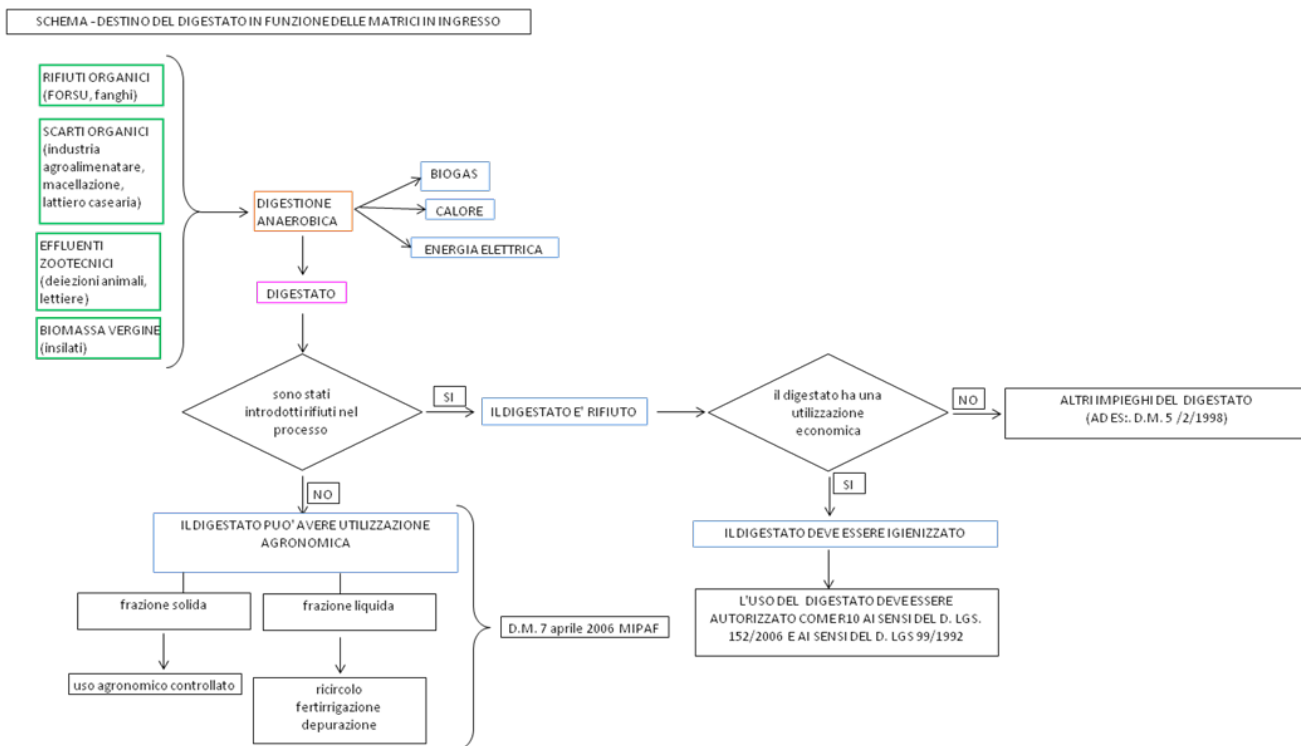 SCHEMA - DESTINO DEL DIGESTATO IN FUNZIONE DELLE MATRICI IN INGRESSO
RIFIUTI ORGANICI
(FORSU, fanghi)
SCARTI ORGANICI
(industria
agroalimentare,
macellazione,
lattiero casearia)
EFFLUENTI
ZOOTECNICI
(deiezioni animali,
lettiere)
BIOMASSA VERGINE
(insilati)
DIGESTIONE
ANAEROBICA
BIOGAS
CALORE
ENERGIA ELETTRICA
DIGESTATO
sono stati
introdotti rifiuti nel
processo
SI
IL DIGESTATO E' RIFIUTO
il digestato ha una
utilizzazione
economica
NO
ALTRI IMPIEGHI DEL DIGESTATO
(AD ES:. D.M. 5 /2/1998)
NO
IL DIGESTATO PUO' AVERE UTILIZZAZIONE
AGRONOMICA
SI
IL DIGESTATO DEVE ESSERE IGIENIZZATO
frazione solida
frazione liquida
D.M. 7 aprile 2006 MIPAF
L'USO DEL DIGESTATO DEVE ESSERE
AUTORIZZATO COME R10 AI SENSI DEL D. LGS.
152/2006 E AI SENSI DEL D. LGS 99/1992
uso agronomico controllato
ricircolo
fertirrigazione
depurazione